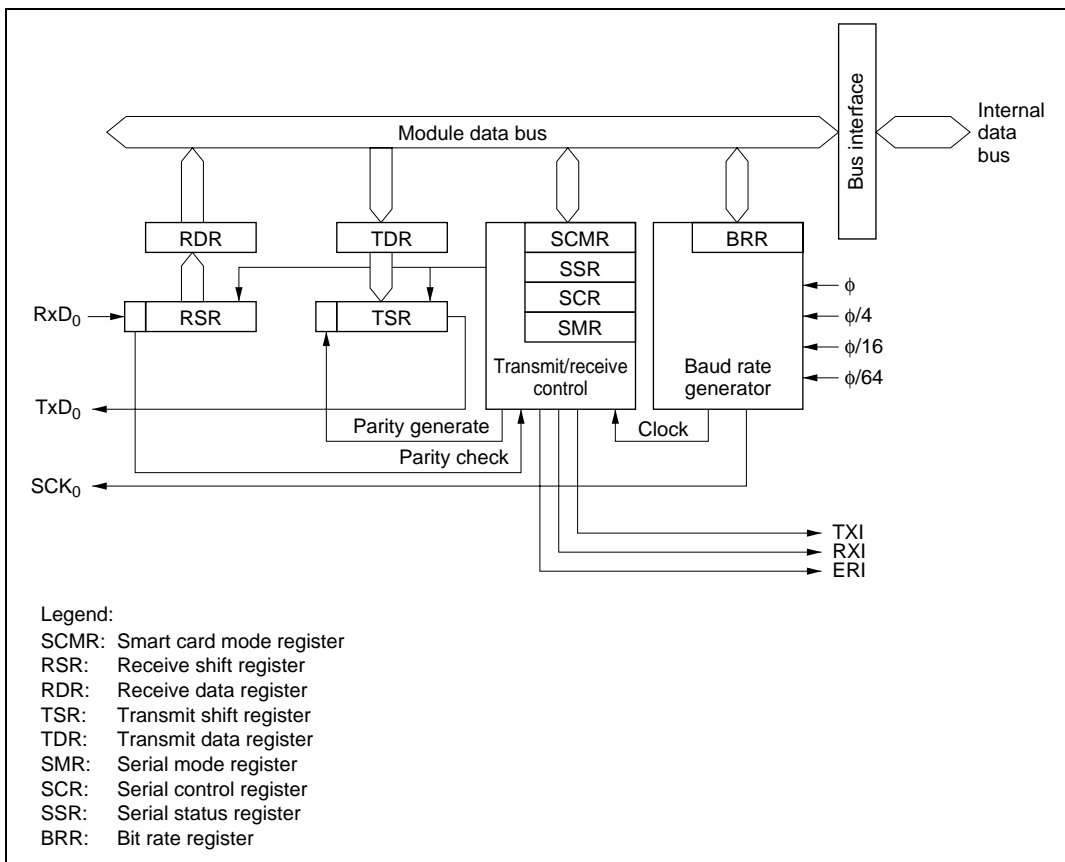 Bus interface
Internal
data
bus
Module data bus
RDR
TDR
SCMR
BRR
SSR
SCR
SMR
RxD0
RSR
TSR
φ
φ/4
φ/16
φ/64
Transmit/receive
control
Baud rate
generator
TxD0
Parity generate
Clock
Parity check
SCK0
TXI
RXI
ERI
Legend:
SCMR: Smart card mode register
RSR: Receive shift register
RDR: Receive data register
TSR: Transmit shift register
TDR: Transmit data register
SMR: Serial mode register
SCR: Serial control register
SSR: Serial status register
BRR: Bit rate register